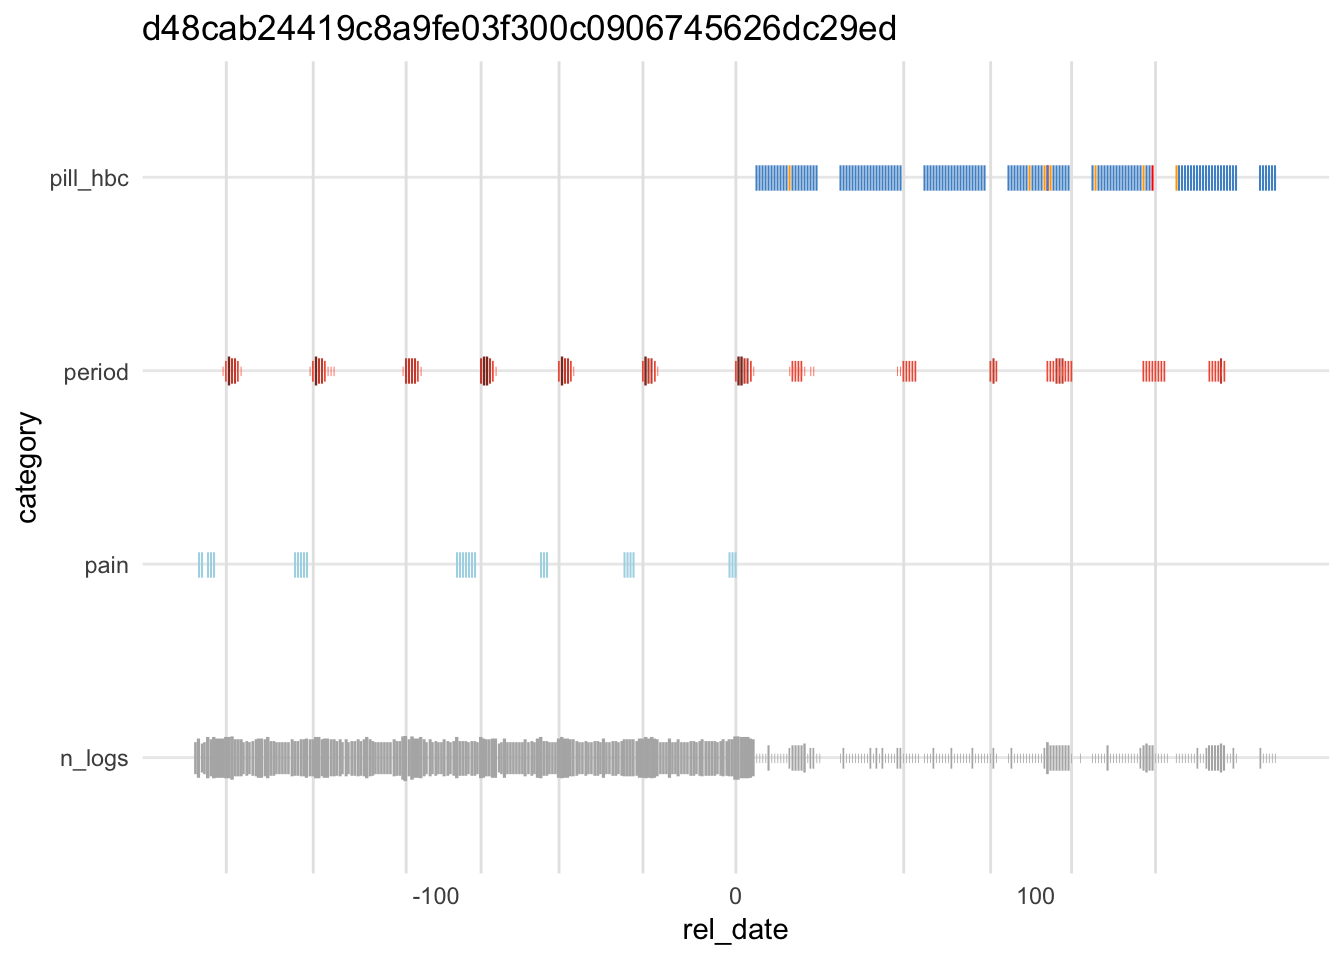 d48cab24419c8a9fe03f300c0906745626dc29ed
pill_hbc
period
pain
n_logs
category
-100 0 100
rel_date